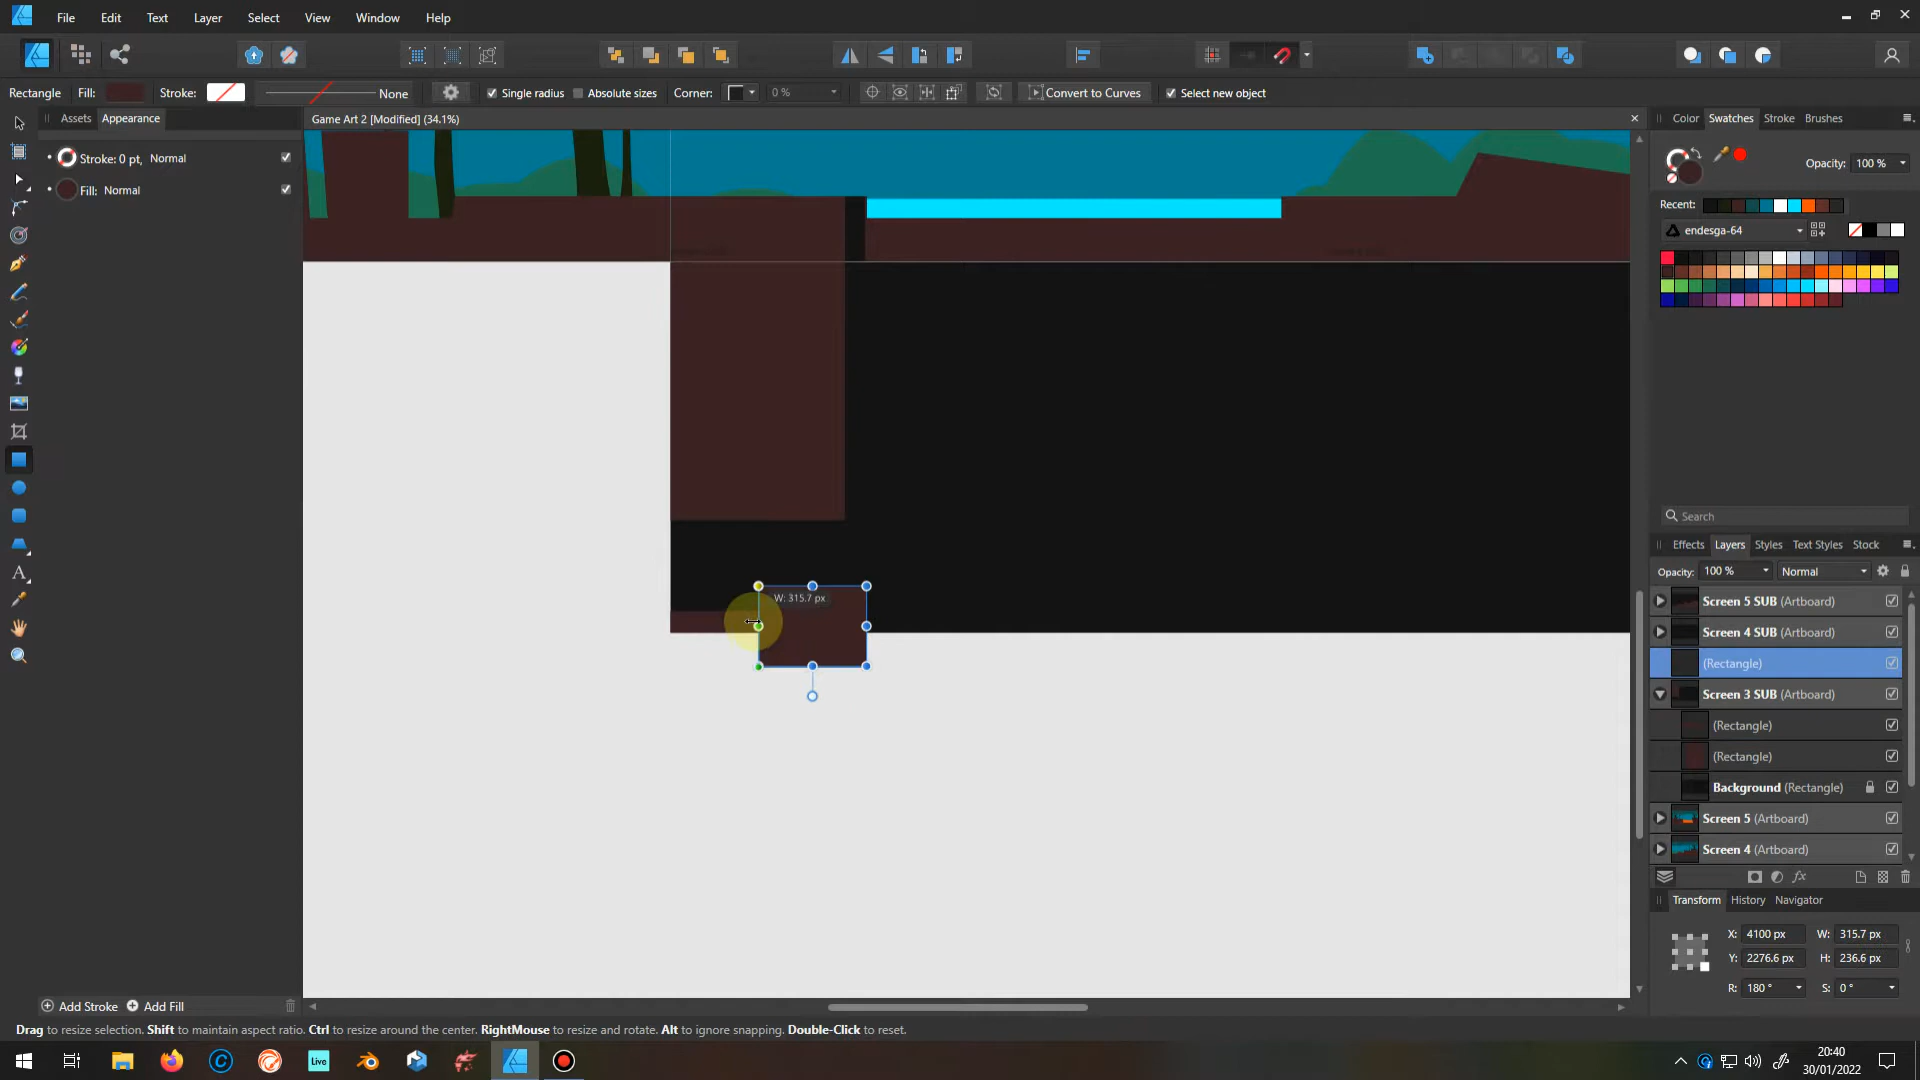 File Edit Text Layer Select View Window Help
Rectangle Fill: Stroke: None Single radius Absolute sizes Corner: 0 % Convert to Curves Select new object
Assets Appearance
Game Art 2 [Modified] (34.1%)
Color Swatches Stroke Brushes
Stroke: 0 pt, Normal
Fill: Normal
Opacity: 100 %
Recent:
endesga-64
W: 315.7 px
Search
Effects Layers Styles Text Styles Stock
Opacity: 100 % Normal
Screen 5 SUB (Artboard)
Screen 4 SUB (Artboard)
(Rectangle)
Screen 3 SUB (Artboard)
(Rectangle)
(Rectangle)
Background (Rectangle)
Screen 5 (Artboard)
Screen 4 (Artboard)
Transform History Navigator
X: 4100 px W: 315.7 px
Y: 2276.6 px H: 236.6 px
R: 180 ° S: 0 °
Add Stroke Add Fill
Drag to resize selection. Shift to maintain aspect ratio. Ctrl to resize around the center. RightMouse to resize and rotate. Alt to ignore snapping. Double-Click to reset.
Live
20:40
30/01/2022